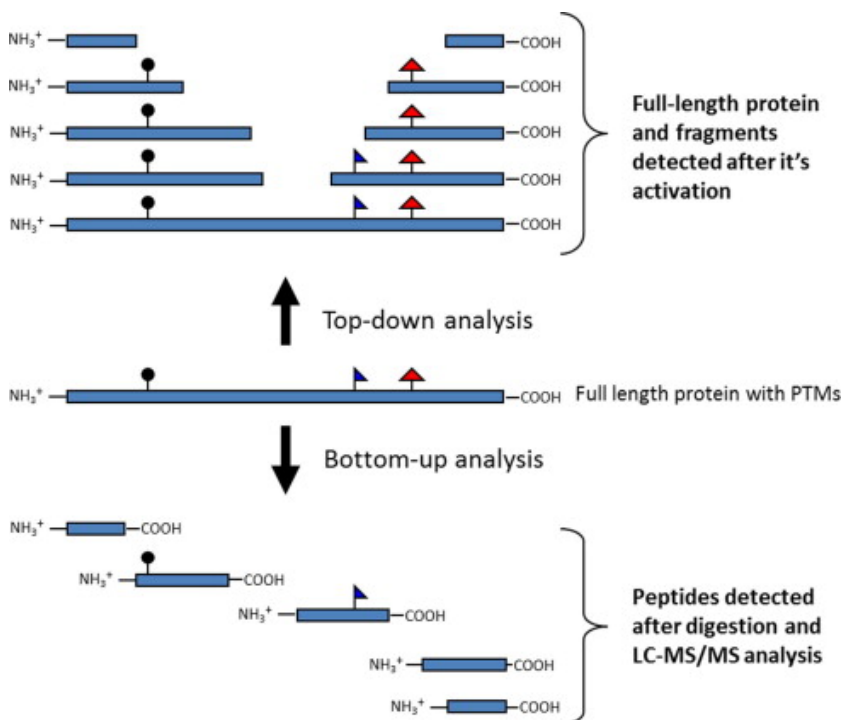 NH3+ COOH
NH3+ COOH
NH3+ COOH
NH3+ COOH
NH3+ COOH
Full-length protein
and fragments
detected after it's
activation
Top-down analysis
NH3+ COOH Full length protein with PTMs
Bottom-up analysis
NH3+ COOH
NH3+ COOH
NH3+ COOH
NH3+ COOH
NH3+ COOH
Peptides detected
after digestion and
LC-MS/MS analysis